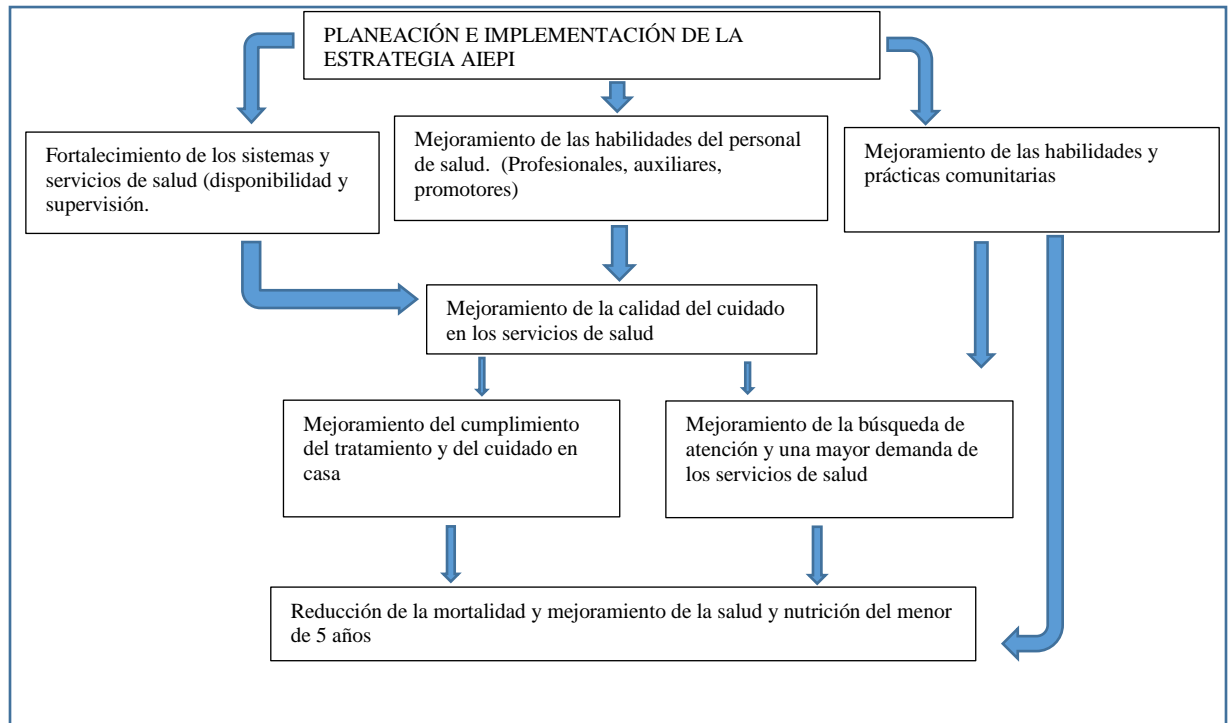 PLANEACIÓN E IMPLEMENTACIÓN DE LA
ESTRATEGIA AIEPI
Fortalecimiento de los sistemas y
servicios de salud (disponibilidad y
supervisión.
Mejoramiento de las habilidades del personal
de salud. (Profesionales, auxiliares,
promotores)
Mejoramiento de las habilidades y
prácticas comunitarias
Mejoramiento de la calidad del cuidado
en los servicios de salud
Mejoramiento del cumplimiento
del tratamiento y del cuidado en
casa
Mejoramiento de la búsqueda de
atención y una mayor demanda de
los servicios de salud
Reducción de la mortalidad y mejoramiento de la salud y nutrición del menor
de 5 años